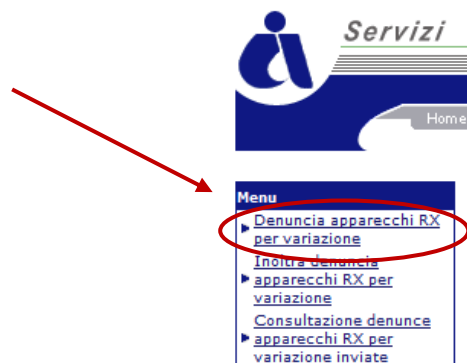 Servizi
Home
Menu
Denuncia apparecchi RX
per variazione
Inoltra denuncia
apparecchi RX per
variazione
Consultazione denunce
apparecchi RX per
variazione inviate